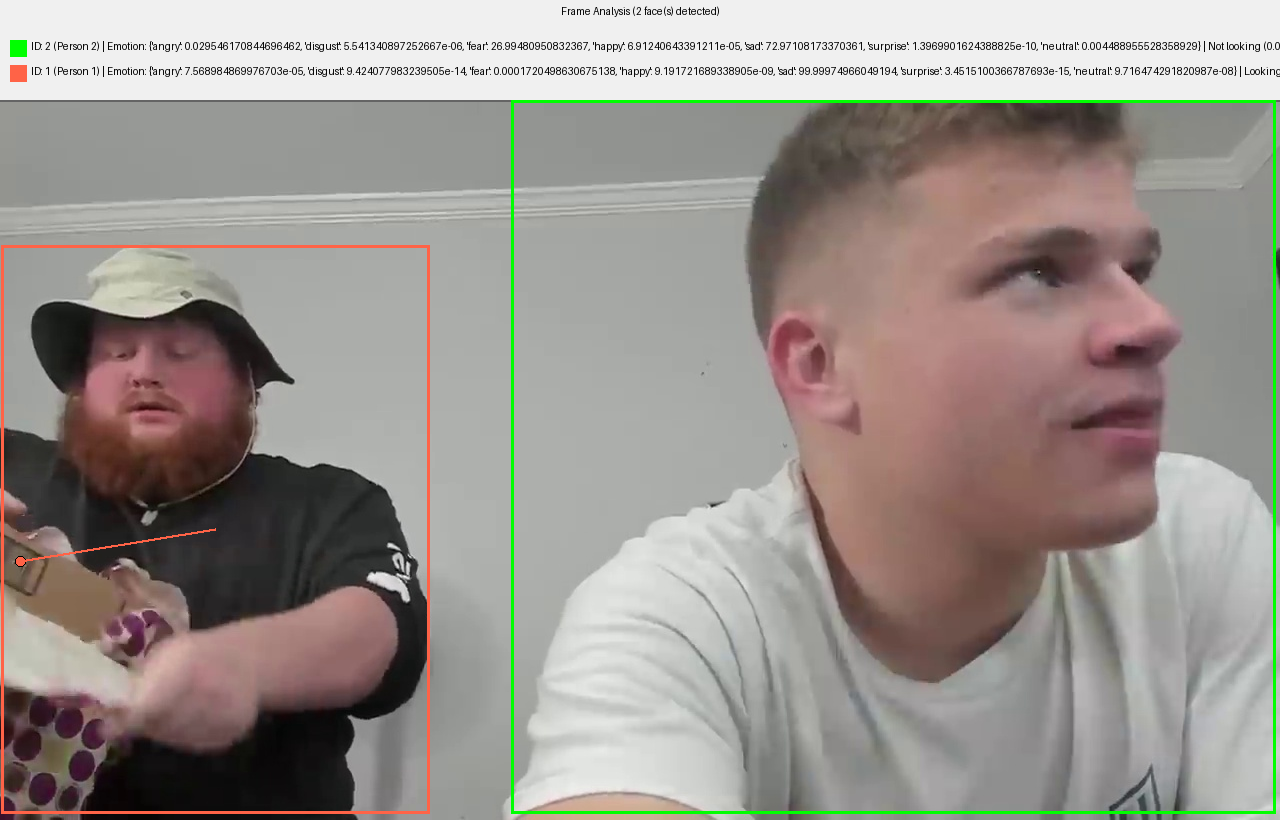 Frame Analysis (2 face(s) detected)
ID: 2 (Person 2) | Emotion: {'angry': 0.029546170844696462, 'disgust': 5.541340897252667e-06, 'fear': 26.99480950832367, 'happy': 6.91240643391211e-05, 'sad': 72.97108173370361, 'surprise': 1.3969901624388825e-10, 'neutral': 0.004488955528358929} | Not looking (0.0
ID: 1 (Person 1) | Emotion: {'angry': 7.568984869976703e-05, 'disgust': 9.424077983239505e-14, 'fear': 0.0001720498630675138, 'happy': 9.191721689338905e-09, 'sad': 99.99974966049194, 'surprise': 3.4515100366787693e-15, 'neutral': 9.716474291820987e-08} | Looking